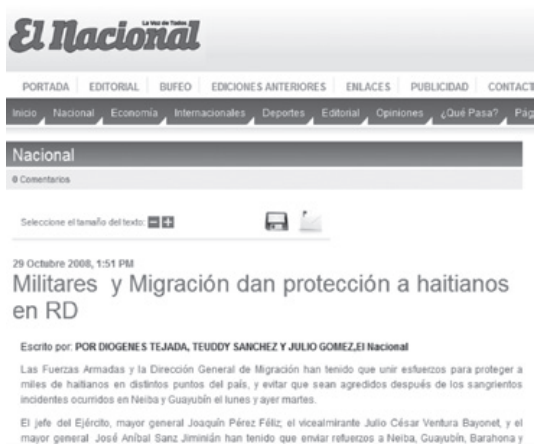 La Voz de Todos
El Nacional
PORTADA EDITORIAL BUFEO EDICIONES ANTERIORES ENLACES PUBLICIDAD CONTACT
Inicio Nacional Economía Internacionales Deportes Editorial Opiniones ¿Qué Pasa? Pág
Nacional
0 Comentarios
Seleccione el tamaño del texto:
29 Octubre 2008, 1:51 PM
Militares y Migración dan protección a haitianos
en RD
Escrito por: POR DIOGENES TEJADA, TEUDDY SANCHEZ Y JULIO GOMEZ,El Nacional
Las Fuerzas Armadas y la Dirección General de Migración han tenido que unir esfuerzos para proteger a
miles de haitianos en distintos puntos del país, y evitar que sean agredidos después de los sangrientos
incidentes ocurridos en Neiba y Guayubín el lunes y ayer martes.
El jefe del Ejército, mayor general Joaquín Pérez Féliz, el vicealmirante Julio César Ventura Bayonet, y el
mayor general José Aníbal Sanz Jiminián han tenido que enviar refuerzos a Neiba, Guayubín, Barahona y